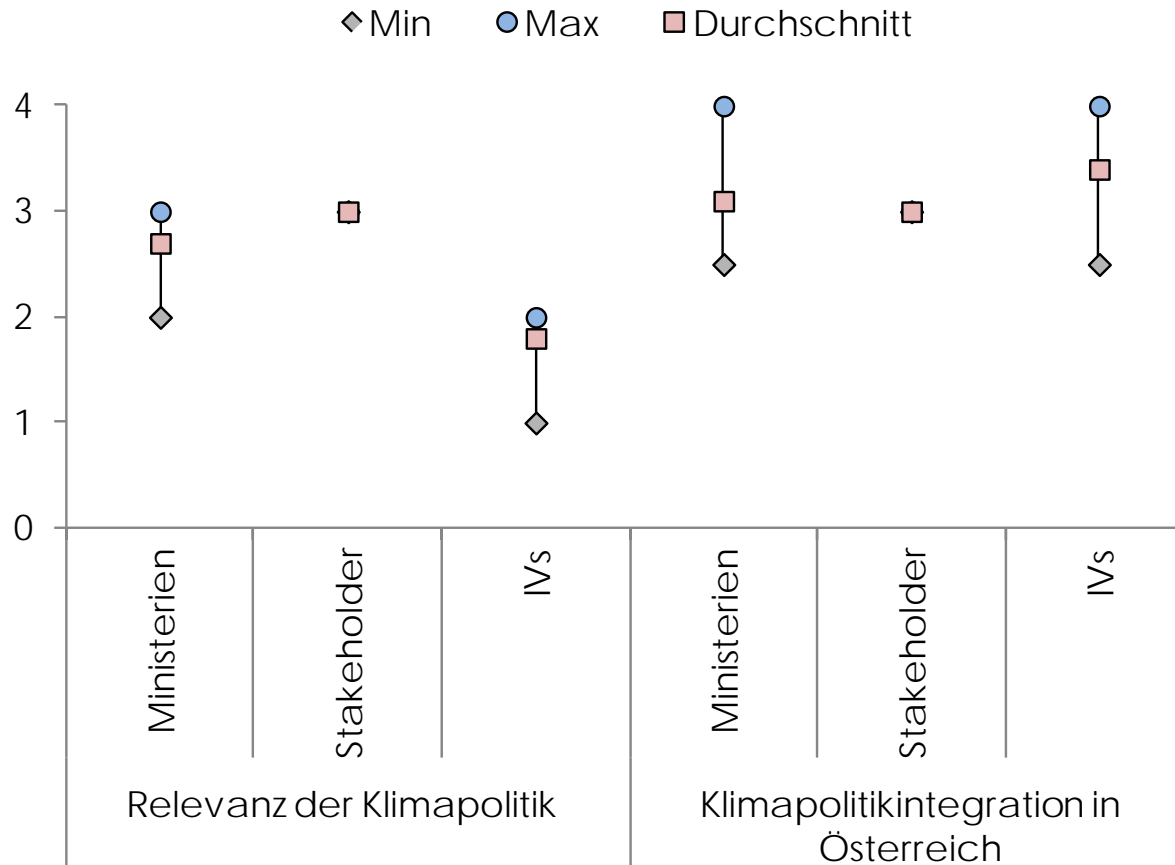 Min Max Durchschnitt
4
3
2
1
0
Ministerien
Stakeholder
IVs
Ministerien
Stakeholder
IVs
Relevanz der Klimapolitik
Klimapolitikintegration in
Österreich